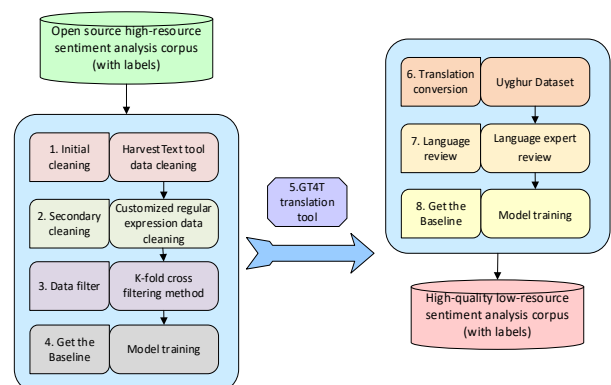 Open source high-resource
sentiment analysis corpus
(with labels)
1. Initial
cleaning
HarvestText tool
data cleaning
2. Secondary
cleaning
Customized regular
expression data
cleaning
3. Data filter
K-fold cross
filtering method
4. Get the
Baseline
Model training
5.GT4T
translation
tool
6. Translation
conversion
Uyghur Dataset
7. Language
review
Language expert
review
8. Get the
Baseline
Model training
High-quality low-resource
sentiment analysis corpus
(with labels)